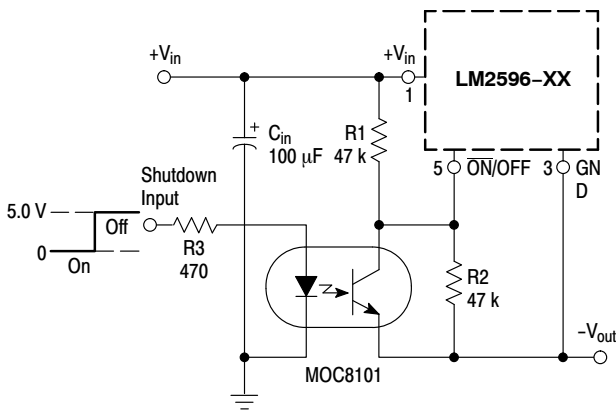 +Vin
+Vin
1
LM2596−XX
Cin
100 µF
+
R1
47 k
5
ON/OFF
3
GN
D
Shutdown
Input
5.0 V
Off
0
On
R3
470
R2
47 k
−Vout
MOC8101